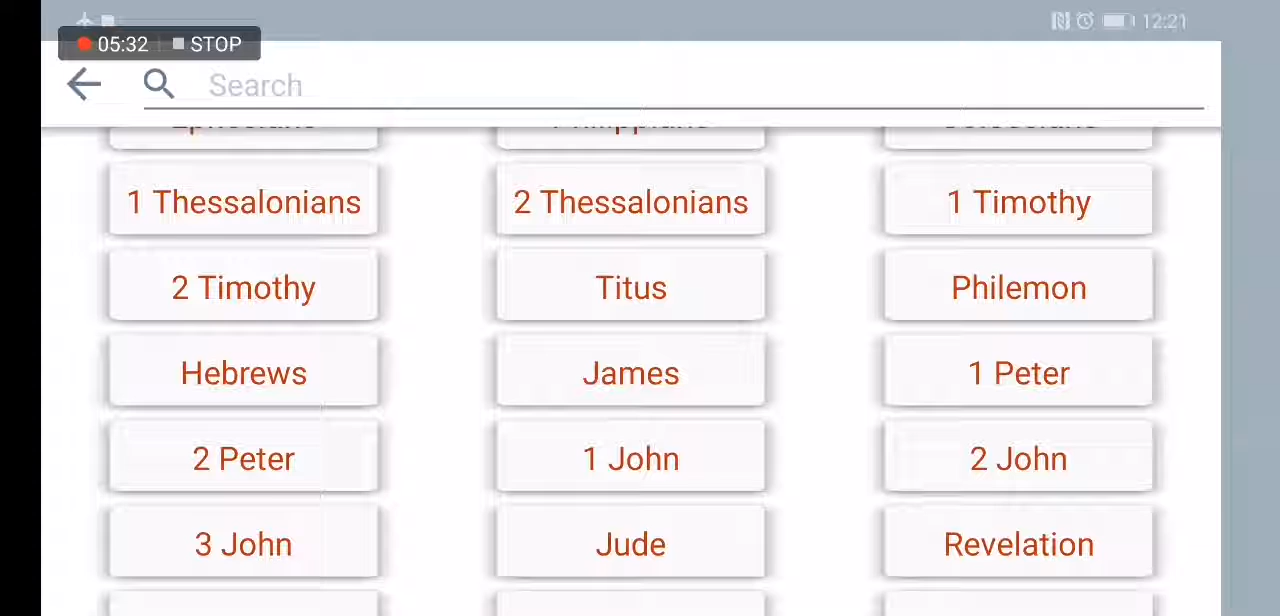 12:21
05:32 STOP
Search
1 Thessalonians 2 Thessalonians 1 Timothy
2 Timothy Titus Philemon
Hebrews James 1 Peter
2 Peter 1 John 2 John
3 John Jude Revelation